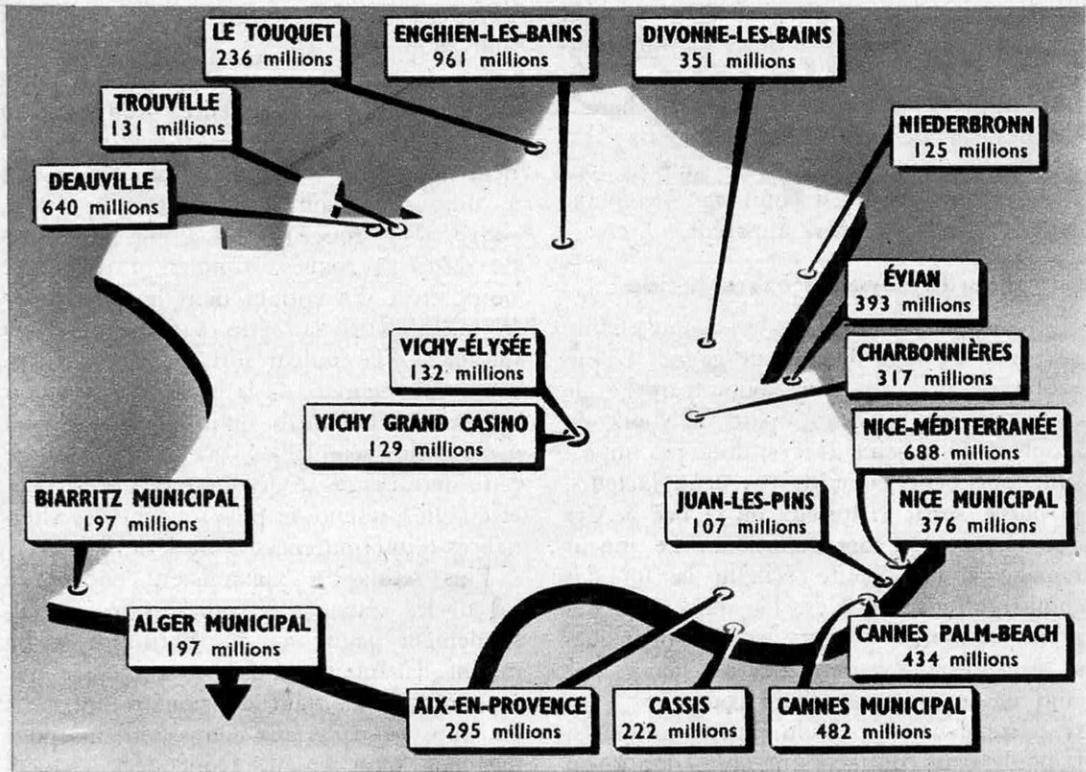 LE TOUQUET
236 millions
ENGHIEN-LES-BAINS
961 millions
DIVONNE-LES-BAINS
351 millions
TROUVILLE
131 millions
NIEDERBRONN
125 millions
DEAUVILLE
640 millions
ÉVIAN
393 millions
VICHY-ÉLYSÉE
132 millions
CHARBONNIÈRES
317 millions
VICHY GRAND CASINO
129 millions
NICE-MÉDITERRANÉE
688 millions
BIARRITZ MUNICIPAL
197 millions
JUAN-LES-PINS
107 millions
NICE MUNICIPAL
376 millions
ALGER MUNICIPAL
197 millions
CANNES PALM-BEACH
434 millions
AIX-EN-PROVENCE
295 millions
CASSIS
222 millions
CANNES MUNICIPAL
482 millions